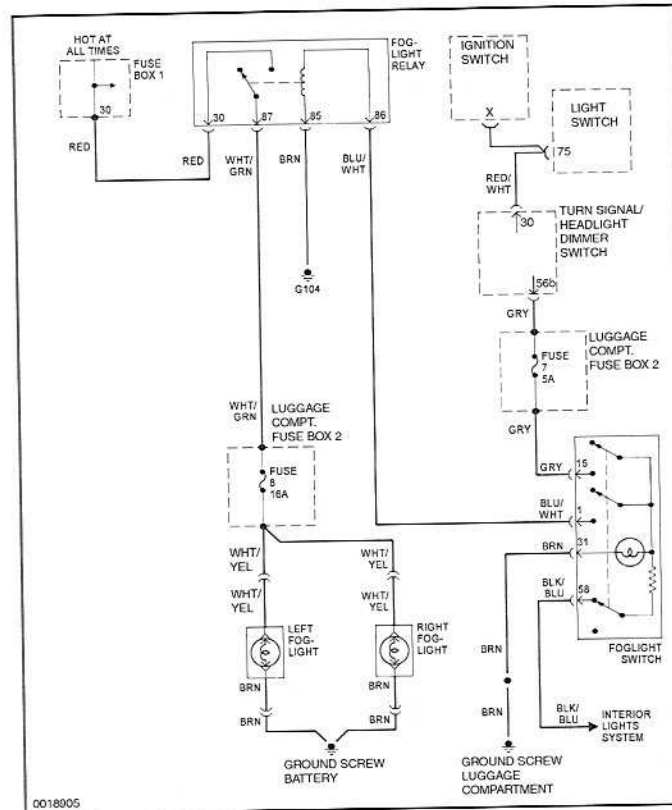 HOT AT
ALL TIMES
FUSE
BOX 1
30
RED
RED
FOG-
LIGHT
RELAY
30
87
85
86
WHT/
GRN
BRN
BLU/
WHT
G104
IGNITION
SWITCH
X
LIGHT
SWITCH
75
RED/
WHT
30
TURN SIGNAL/
HEADLIGHT
DIMMER
SWITCH
56b
GRY
FUSE
7
5A
LUGGAGE
COMPT.
FUSE BOX 2
GRY
WHT/
GRN
LUGGAGE
COMPT.
FUSE BOX 2
FUSE
8
16A
GRY
15
BLU/
WHT
1
BRN
31
BLK/
BLU
58
FOGLIGHT
SWITCH
WHT/
YEL
WHT/
YEL
WHT/
YEL
WHT/
YEL
LEFT
FOG-
LIGHT
RIGHT
FOG-
LIGHT
BRN
BRN
BRN
BRN
GROUND SCREW
BATTERY
BRN
BRN
GROUND SCREW
LUGGAGE
COMPARTMENT
BLK/
BLU
INTERIOR
LIGHTS
SYSTEM
0018905